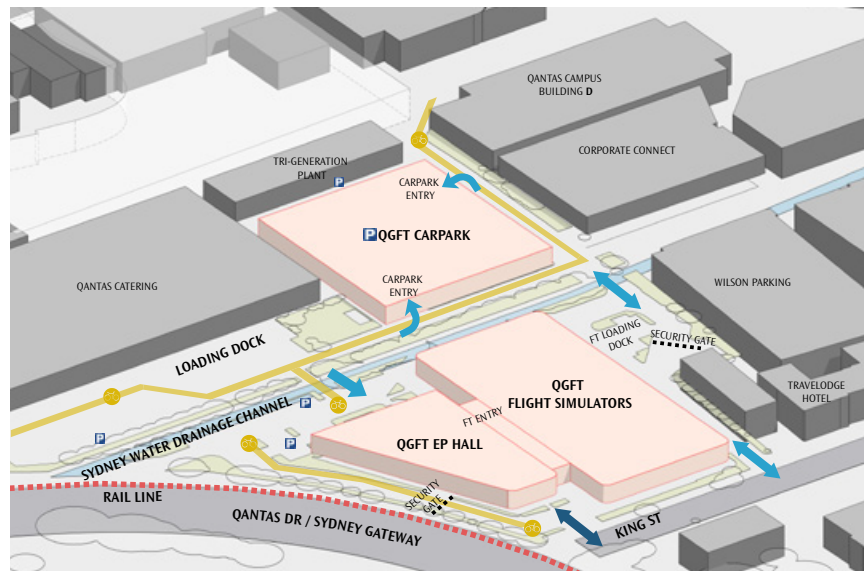 QANTAS CAMPUS
BUILDING D
CORPORATE CONNECT
TRI-GENERATION
PLANT
P
CARPARK
ENTRY
P QGFT CARPARK
QANTAS CATERING
CARPARK
ENTRY
WILSON PARKING
LOADING DOCK
FT LOADING
DOCK
SECURITY GATE
QGFT
FLIGHT SIMULATORS
TRAVELODGE
HOTEL
FT ENTRY
QGFT EP HALL
P
P
P
SYDNEY WATER DRAINAGE CHANNEL
RAIL LINE
SECURITY
GATE
QANTAS DR / SYDNEY GATEWAY
KING ST